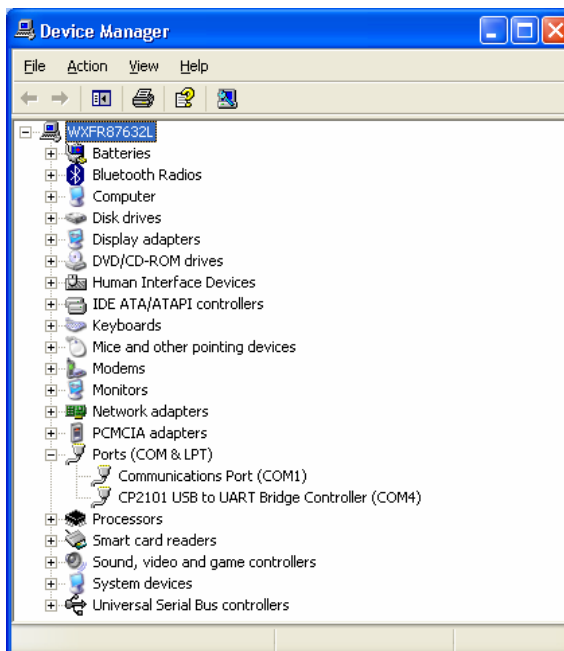 Device Manager
File Action View Help
WXFR87632L
Batteries
Bluetooth Radios
Computer
Disk drives
Display adapters
DVD/CD-ROM drives
Human Interface Devices
IDE ATA/ATAPI controllers
Keyboards
Mice and other pointing devices
Modems
Monitors
Network adapters
PCMCIA adapters
Ports (COM & LPT)
Communications Port (COM1)
CP2101 USB to UART Bridge Controller (COM4)
Processors
Smart card readers
Sound, video and game controllers
System devices
Universal Serial Bus controllers